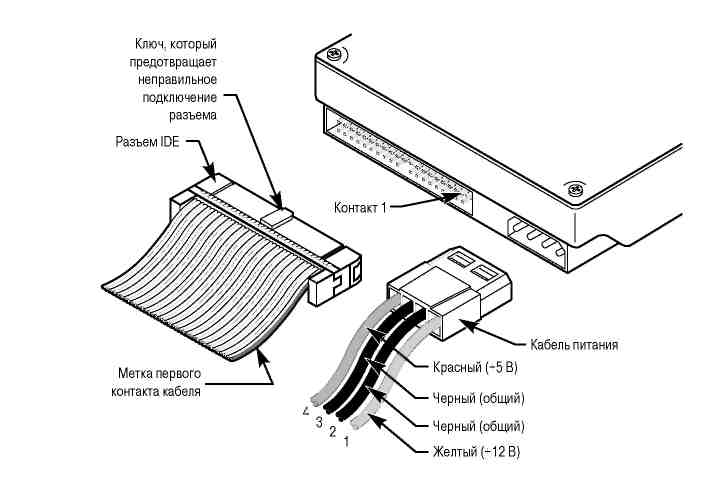 Ключ, который
предотвращает
неправильное
подключение
разъема
Разъем IDE
Контакт 1
Кабель питания
Красный (−5 В)
Черный (общий)
Черный (общий)
Желтый (−12 В)
Метка первого
контакта кабеля
4
3
2
1